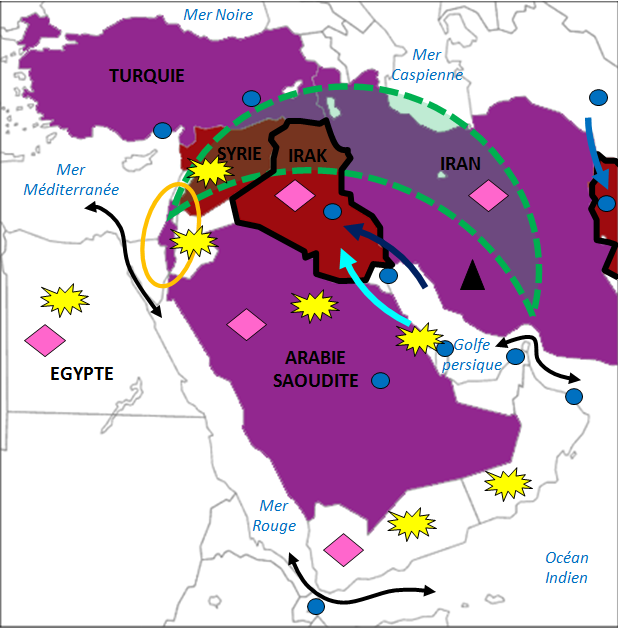 Mer Noire
TURQUIE
Mer
Caspienne
SYRIE
IRAK
IRAN
Mer
Méditerranée
EGYPTE
ARABIE
SAOUDITE
Golfe
persique
Mer
Rouge
Océan
Indien